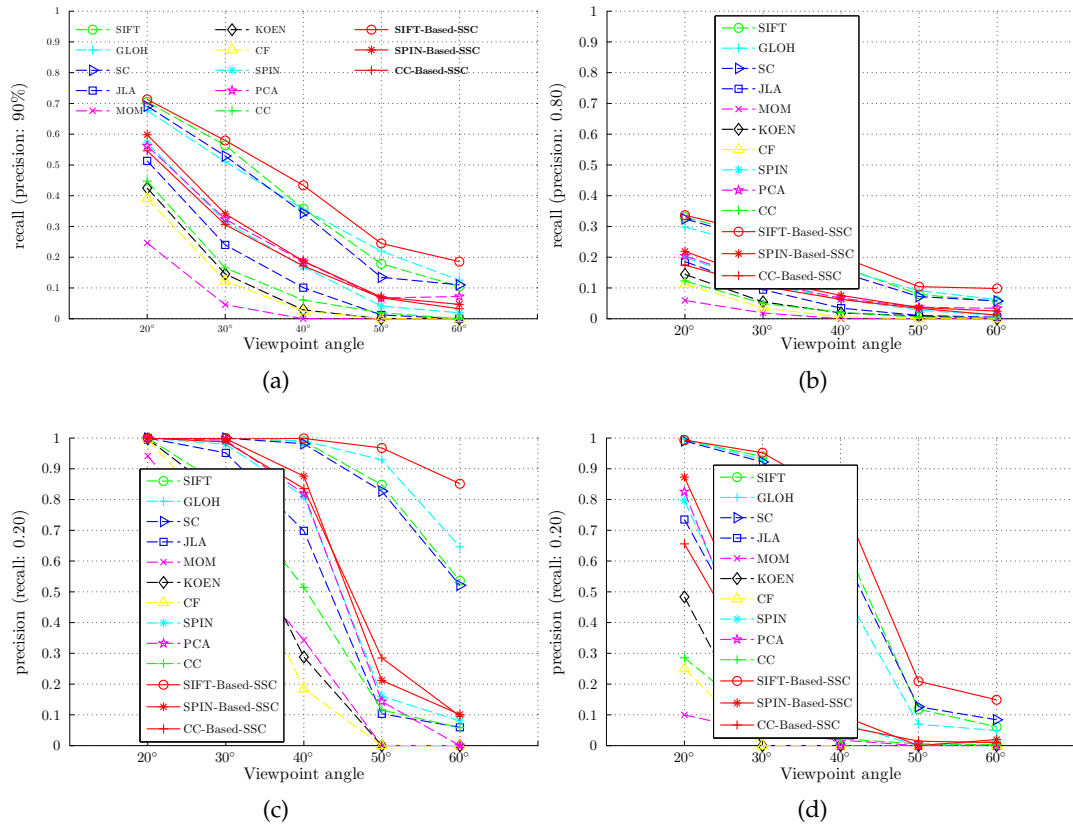 1
0.9
0.8
0.7
0.6
0.5
0.4
0.3
0.2
0.1
0
recall (precision: 90%)
SIFT
GLOH
SC
JLA
MOM
KOEN
CF
SPIN
PCA
CC
SIFT-Based-SSC
SPIN-Based-SSC
CC-Based-SSC
20° 30° 40° 50° 60°
Viewpoint angle
(a)
1
0.9
0.8
0.7
0.6
0.5
0.4
0.3
0.2
0.1
0
recall (precision: 0.80)
SIFT
GLOH
SC
JLA
MOM
KOEN
CF
SPIN
PCA
CC
SIFT-Based-SSC
SPIN-Based-SSC
CC-Based-SSC
20° 30° 40° 50° 60°
Viewpoint angle
(b)
1
0.9
0.8
0.7
0.6
0.5
0.4
0.3
0.2
0.1
0
precision (recall: 0.20)
SIFT
GLOH
SC
JLA
MOM
KOEN
CF
SPIN
PCA
CC
SIFT-Based-SSC
SPIN-Based-SSC
CC-Based-SSC
20° 30° 40° 50° 60°
Viewpoint angle
(c)
1
0.9
0.8
0.7
0.6
0.5
0.4
0.3
0.2
0.1
0
precision (recall: 0.20)
SIFT
GLOH
SC
JLA
MOM
KOEN
CF
SPIN
PCA
CC
SIFT-Based-SSC
SPIN-Based-SSC
CC-Based-SSC
20° 30° 40° 50° 60°
Viewpoint angle
(d)